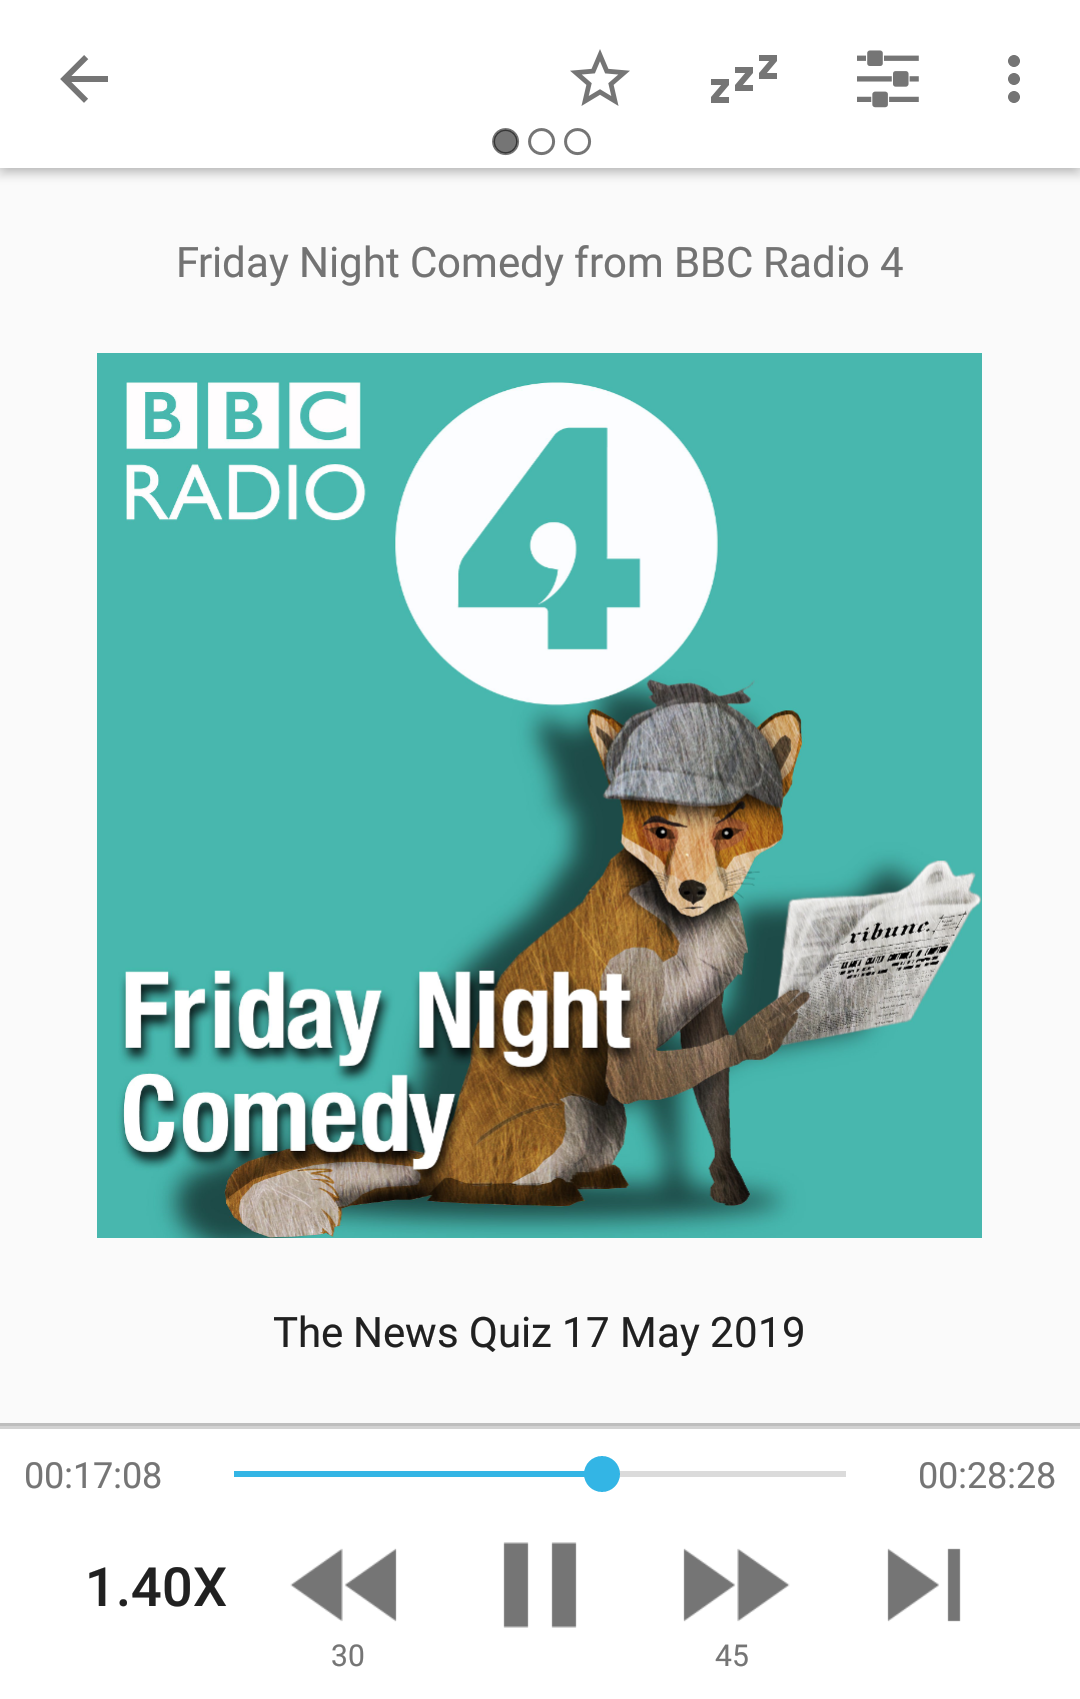 zzz
Friday Night Comedy from BBC Radio 4
BBC
RADIO
4
ribune.
Friday Night
Comedy
The News Quiz 17 May 2019
00:17:08
00:28:28
1.40X
30
45